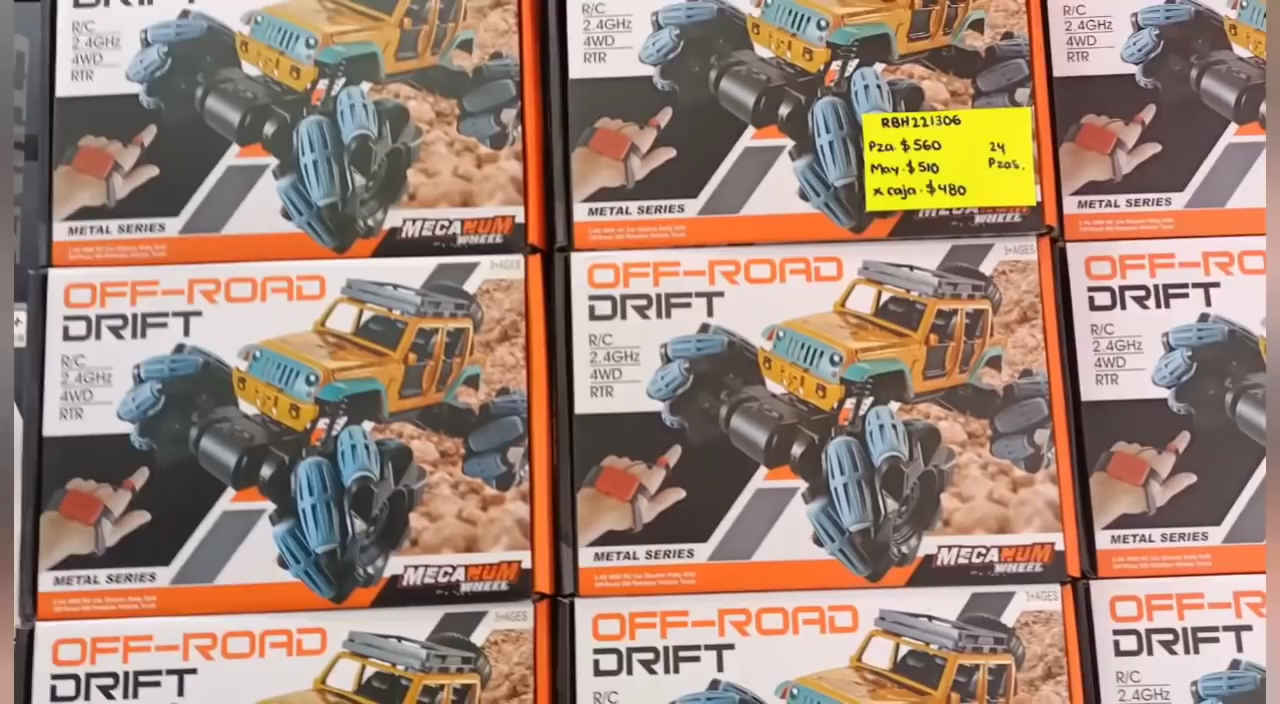 DRIFT
R/C
2.4GHz
4WD
RTR
METAL SERIES
MECANUM
WHEEL
R/C
2.4GHz
4WD
RTR
METAL SERIES
RBH221306
Pza $560
24
Pzas.
May. $510
x caja. $480
MECANUM
WHEEL
R/C
2.4GHz
4WD
RTR
METAL SERIES
3+AGES
OFF-ROAD
DRIFT
R/C
2.4GHz
4WD
RTR
METAL SERIES
MECANUM
WHEEL
3+AGES
OFF-ROAD
DRIFT
R/C
2.4GHz
4WD
RTR
METAL SERIES
MECANUM
WHEEL
OFF-RO
DRIFT
R/C
2.4GHz
4WD
RTR
METAL SERIES
3+AGES
OFF-ROAD
DRIFT
3+AGES
OFF-ROAD
DRIFT
R/C
OFF-R
DRIFT
R/C
2.4GHz